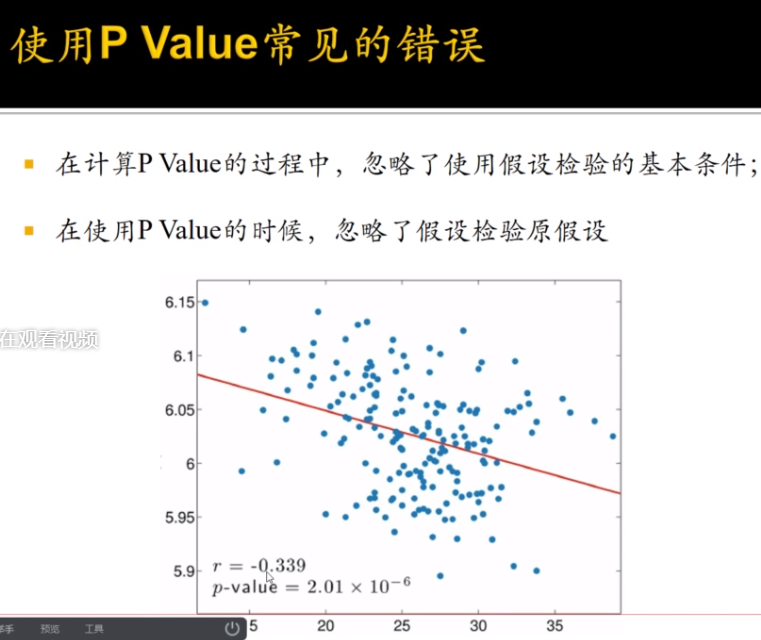 使用P Value常见的错误
在计算P Value的过程中，忽略了使用假设检验的基本条件；
在使用P Value的时候，忽略了假设检验原假设
6.15
在观看视频
6.1
6.05
6
5.95
5.9
r = -0.339
p-value = 2.01 × 10⁻⁶
5 20 25 30 35
举手 预览 工具